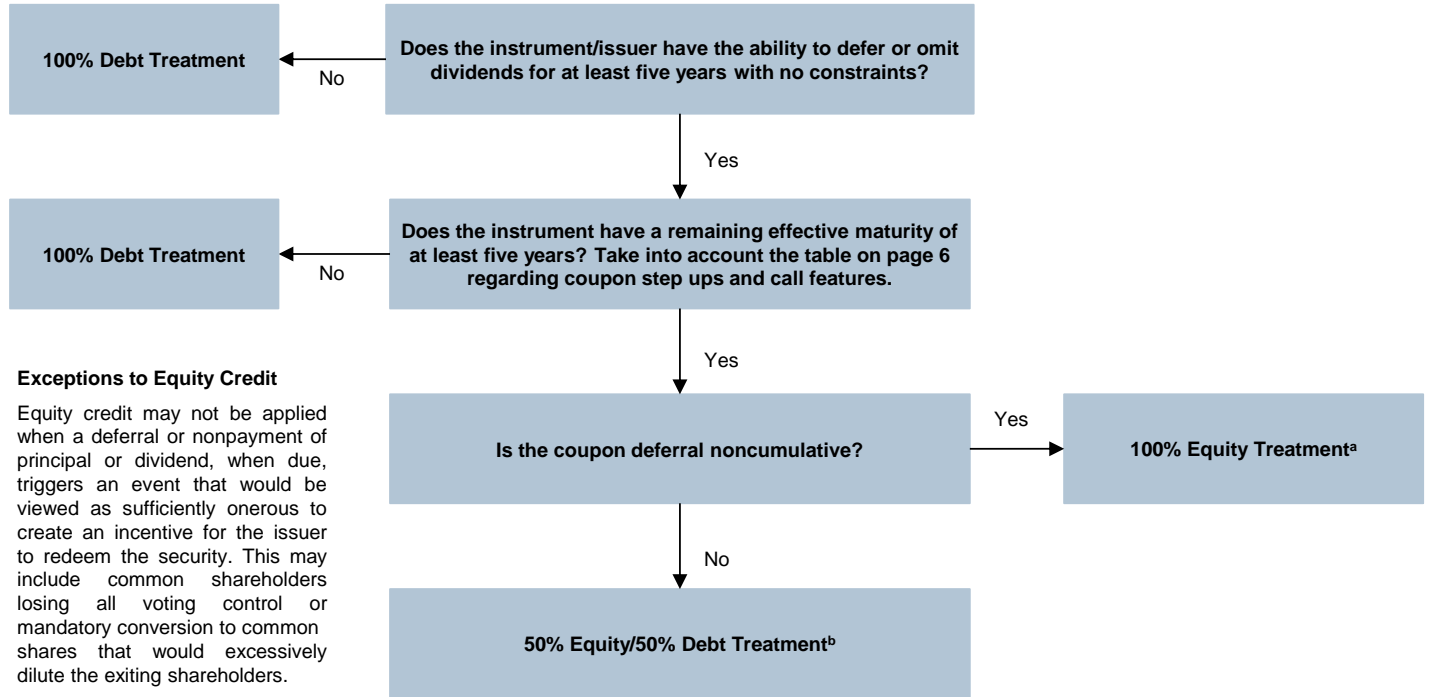 100% Debt Treatment
No
Does the instrument/issuer have the ability to defer or omit
dividends for at least five years with no constraints?
Yes
100% Debt Treatment
No
Does the instrument have a remaining effective maturity of
at least five years? Take into account the table on page 6
regarding coupon step ups and call features.
Yes
Exceptions to Equity Credit
Equity credit may not be applied
when a deferral or nonpayment of
principal or dividend, when due,
triggers an event that would be
viewed as sufficiently onerous to
create an incentive for the issuer
to redeem the security. This may
include common shareholders
losing all voting control or
mandatory conversion to common
shares that would excessively
dilute the exiting shareholders.
Is the coupon deferral noncumulative?
Yes
100% Equity Treatmentᵃ
No
50% Equity/50% Debt Treatmentᵇ